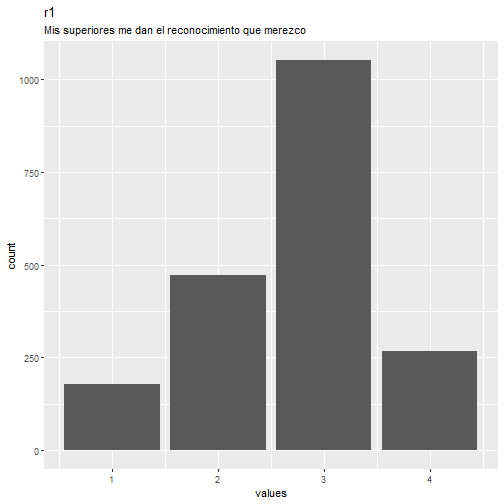 r1
Mis superiores me dan el reconocimiento que merezco
1000
750
500
250
0
count
1 2 3 4
values